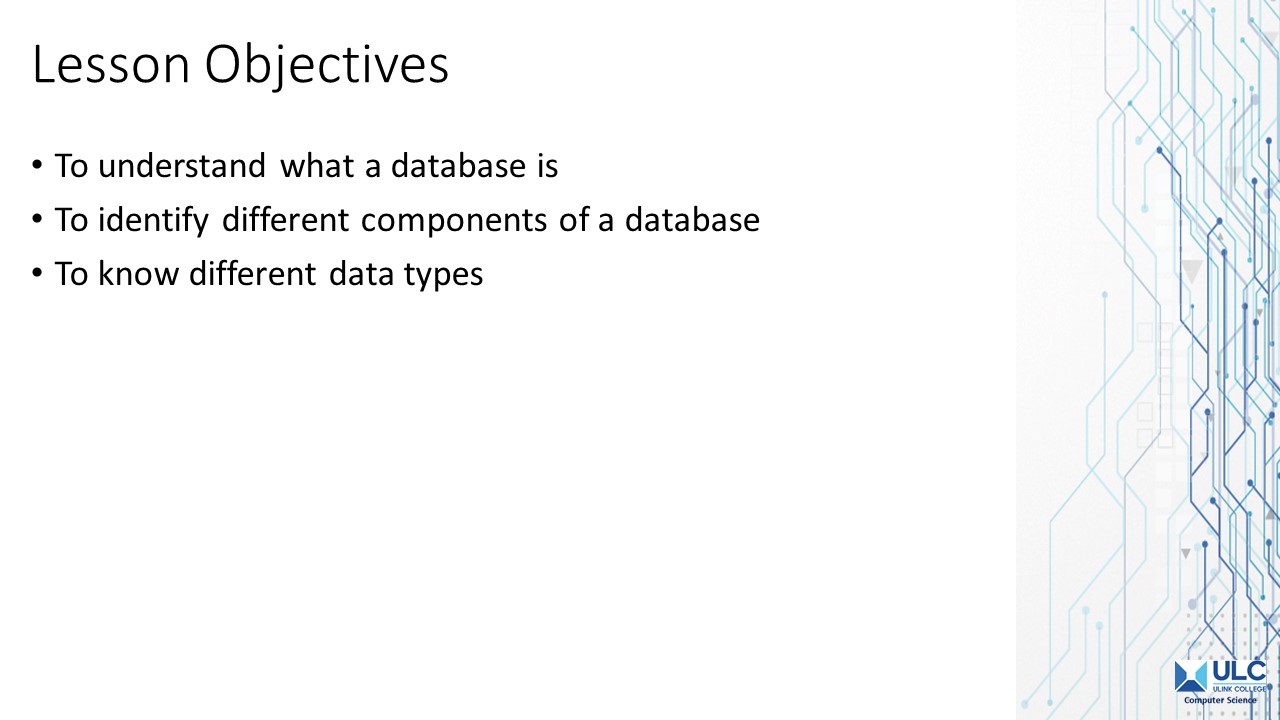 Lesson Objectives
• To understand what a database is
• To identify different components of a database
• To know different data types
ULC
ULINK COLLEGE
Computer Science